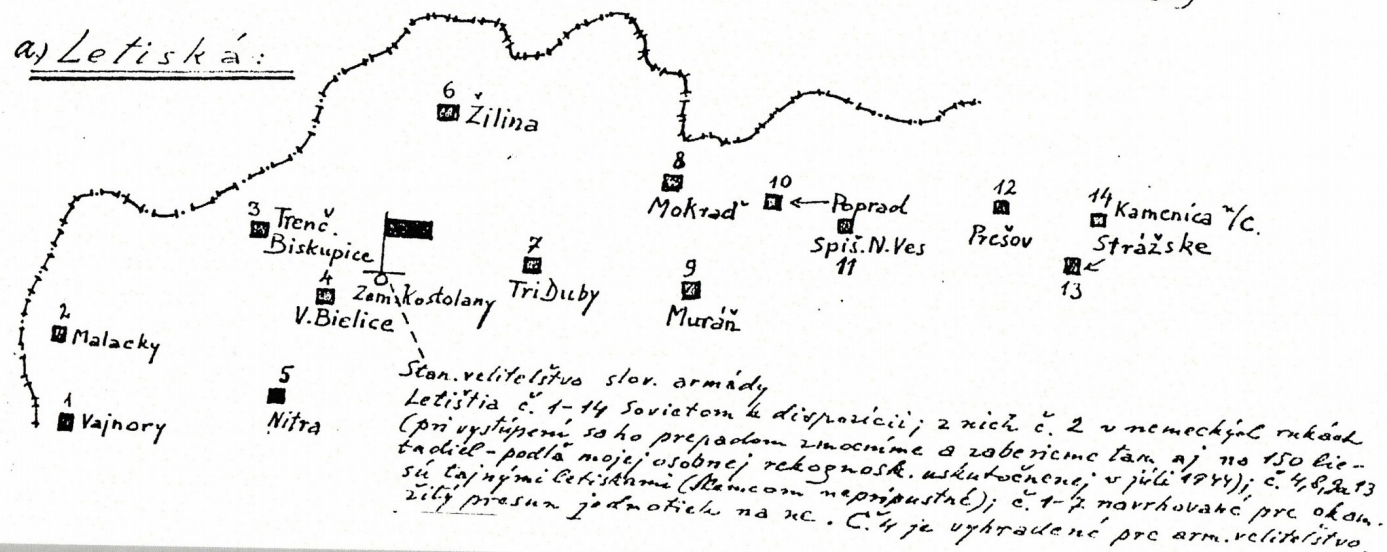 a.) Letiská:
6
Žilina
8
Mokraď
10
Poprad
Spiš. N. Ves
11
12
Prešov
14 Kamenica n/C.
Strážske
13
3 Trenč.
Biskupice
4
V. Bielice
Zem. Kostolany
7
Tri Duby
9
Muráň
2
Malacky
5
Nitra
1
Vajnory
Stan. velitelstvo slov. armády
Letištia č. 1-14 Sovietom k dispozícii; z nich č. 2 v nemeckých rukách
(pri vystúpení sa ho prepadom zmocníme a zaberieme tam aj na 150 lie-
tadiel - podľa mojej osobnej rekognosk. uskutočnenej v júli 1944); č. 4, 8, 9 a 13
sú tajnými letiskami (Nemcom neprípustné); č. 1-7 navrhované pre okam.
žitý presun jednotiek na ne. Č. 4 je vyhradené pre arm. velitelstvo.